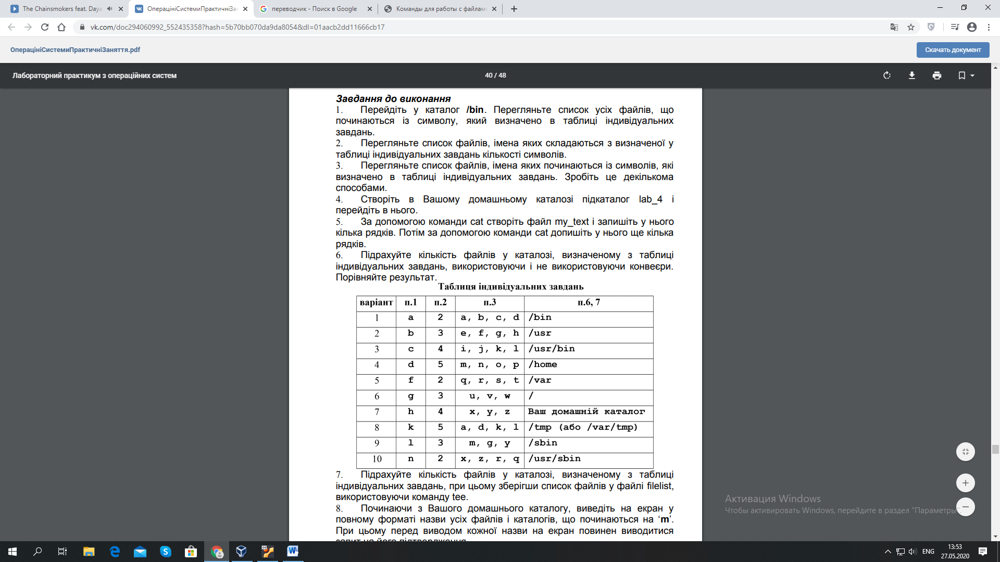 The Chainsmokers feat. Daya
ОперацініСистемиПрактичніЗан
переводчик - Поиск в Google
Команды для работы с файлами
vk.com/doc294060992_552435358?hash=5b70bb070da9da8054&dl=01aacb2dd11666cb17
ОперацініСистемиПрактичніЗаняття.pdf
Скачать документ
Лабораторний практикум з операційних систем
40 / 48
Завдання до виконання
1. Перейдіть у каталог /bin. Перегляньте список усіх файлів, що
починаються із символу, який визначено в таблиці індивідуальних
завдань.
2. Перегляньте список файлів, імена яких складаються з визначеної у
таблиці індивідуальних завдань кількості символів.
3. Перегляньте список файлів, імена яких починаються із символів, які
визначено в таблиці індивідуальних завдань. Зробіть це декількома
способами.
4. Створіть в Вашому домашньому каталозі підкаталог lab_4 і
перейдіть в нього.
5. За допомогою команди cat створіть файл my_text і запишіть у нього
кілька рядків. Потім за допомогою команди cat допишіть у нього ще кілька
рядків.
6. Підрахуйте кількість файлів у каталозі, визначеному з таблиці
індивідуальних завдань, використовуючи і не використовуючи конвеєри.
Порівняйте результат.
Таблиця індивідуальних завдань
варіант п.1 п.2 п.3 п.6, 7
1 a 2 a, b, c, d /bin
2 b 3 e, f, g, h /usr
3 c 4 i, j, k, l /usr/bin
4 d 5 m, n, o, p /home
5 f 2 q, r, s, t /var
6 g 3 u, v, w /
7 h 4 x, y, z Ваш домашній каталог
8 k 5 a, d, k, l /tmp (або /var/tmp)
9 l 3 m, g, y /sbin
10 n 2 x, z, r, q /usr/sbin
7. Підрахуйте кількість файлів у каталозі, визначеному з таблиці
індивідуальних завдань, при цьому зберігши список файлів у файлі filelist,
використовуючи команду tee.
8. Починаючи з Вашого домашнього каталогу, виведіть на екран у
повному форматі назви усіх файлів і каталогів, що починаються на ‘m’.
При цьому перед виводом кожної назви на екран повинен виводитися
запит на його підтвердження
Активация Windows
Чтобы активировать Windows, перейдите в раздел "Параметры".
ENG
13:53
27.05.2020